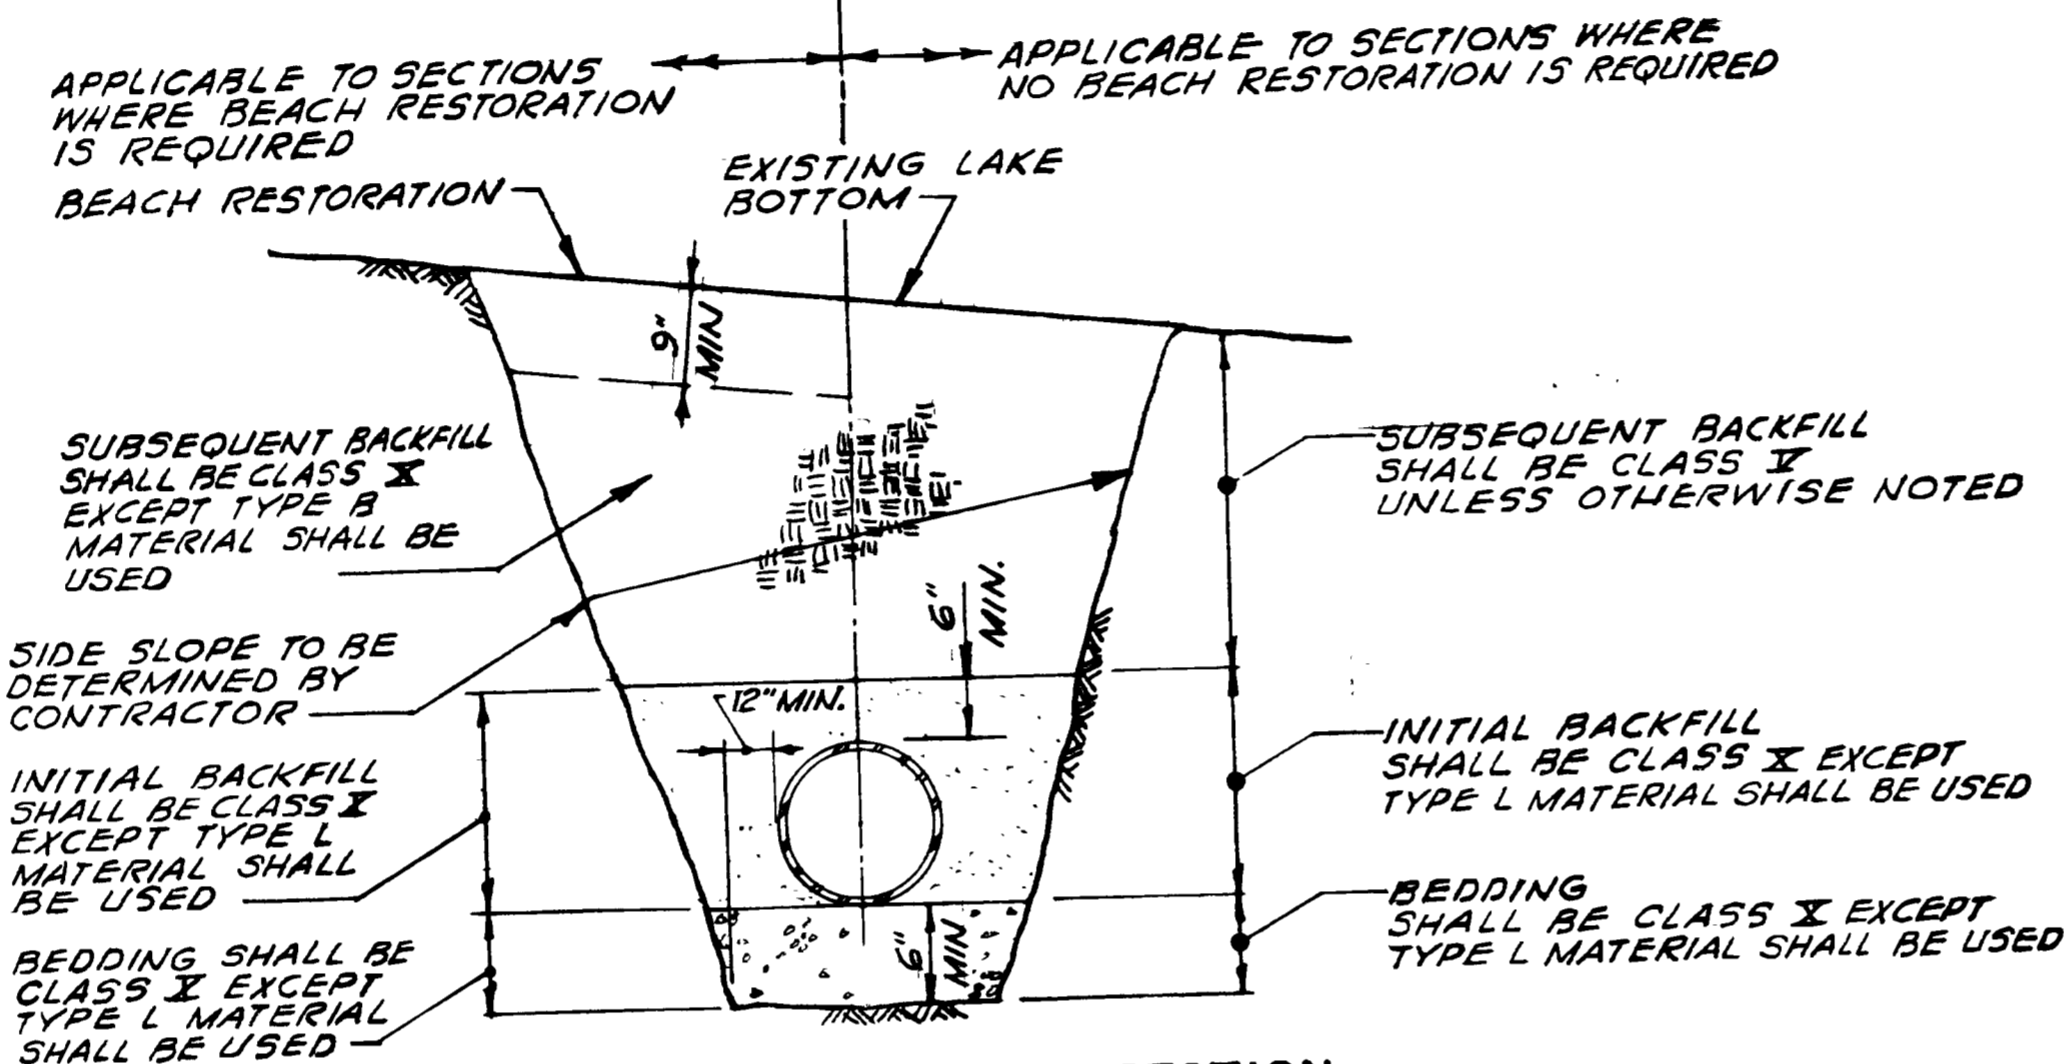 APPLICABLE TO SECTIONS
WHERE BEACH RESTORATION
IS REQUIRED
APPLICABLE TO SECTIONS WHERE
NO BEACH RESTORATION IS REQUIRED
BEACH RESTORATION
EXISTING LAKE
BOTTOM
9"
MIN
SUBSEQUENT BACKFILL
SHALL BE CLASS X
EXCEPT TYPE B
MATERIAL SHALL BE
USED
SUBSEQUENT BACKFILL
SHALL BE CLASS V
UNLESS OTHERWISE NOTED
6"
MIN.
SIDE SLOPE TO BE
DETERMINED BY
CONTRACTOR
12" MIN.
INITIAL BACKFILL
SHALL BE CLASS X
EXCEPT TYPE L
MATERIAL SHALL
BE USED
INITIAL BACKFILL
SHALL BE CLASS X EXCEPT
TYPE L MATERIAL SHALL BE USED
BEDDING SHALL BE
CLASS X EXCEPT
TYPE L MATERIAL
SHALL BE USED
6"
MIN
BEDDING
SHALL BE CLASS X EXCEPT
TYPE L MATERIAL SHALL BE USED